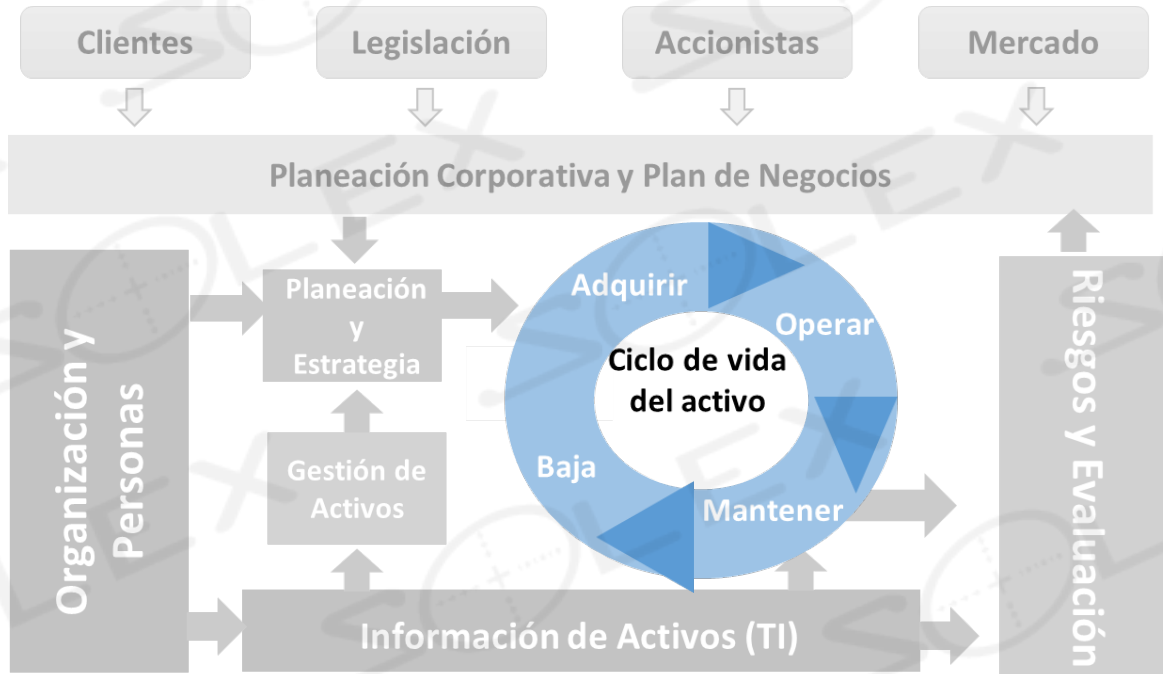 Clientes
Legislación
Accionistas
Mercado
Planeación Corporativa y Plan de Negocios
Organización y
Personas
Planeación
y
Estrategia
Gestión de
Activos
Adquirir
Operar
Ciclo de vida
del activo
Baja
Mantener
Riesgos y Evaluación
Información de Activos (TI)
SOLEX